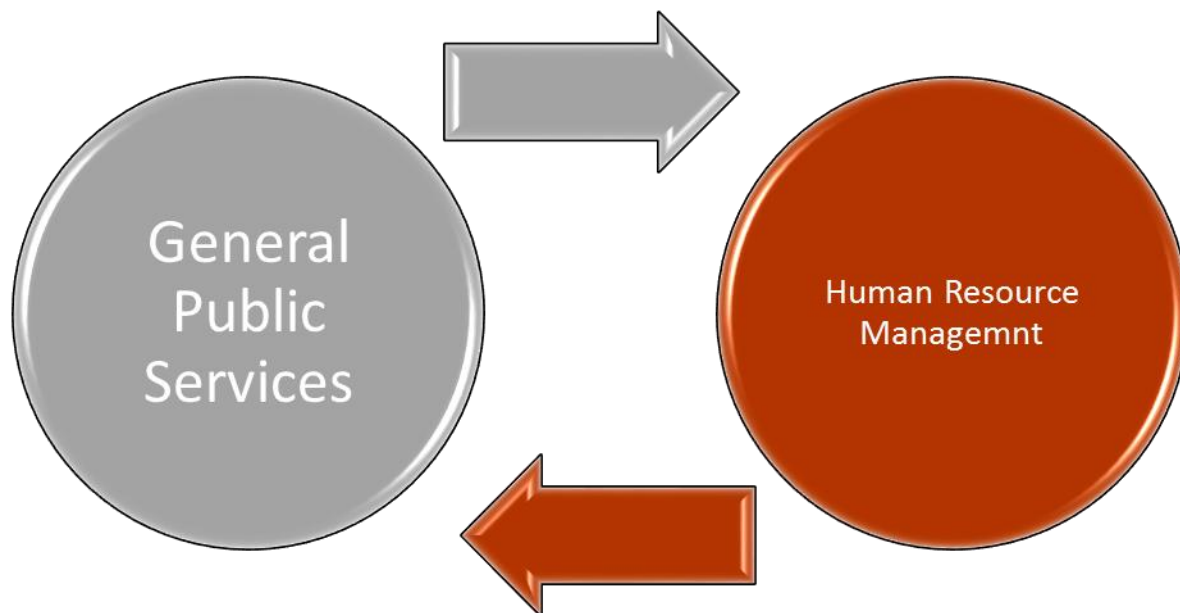 General
Public
Services
Human Resource
Managemnt